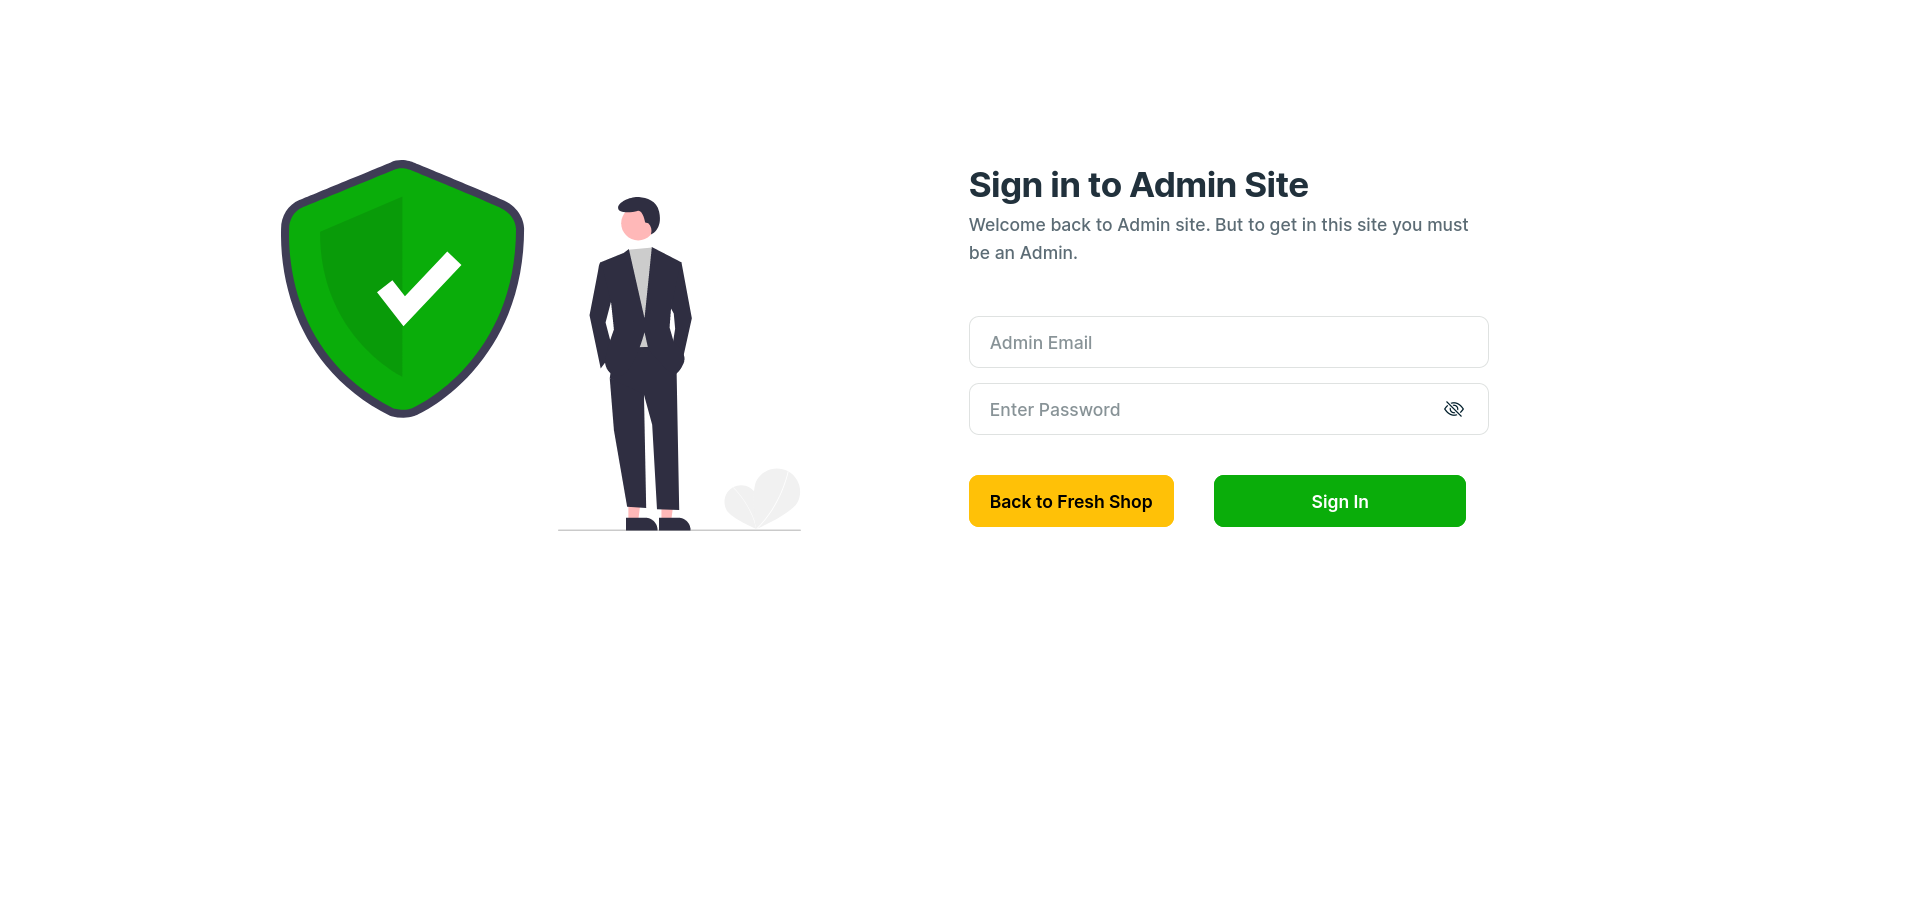 Sign in to Admin Site
Welcome back to Admin site. But to get in this site you must
be an Admin.
Admin Email
Enter Password
Back to Fresh Shop
Sign In